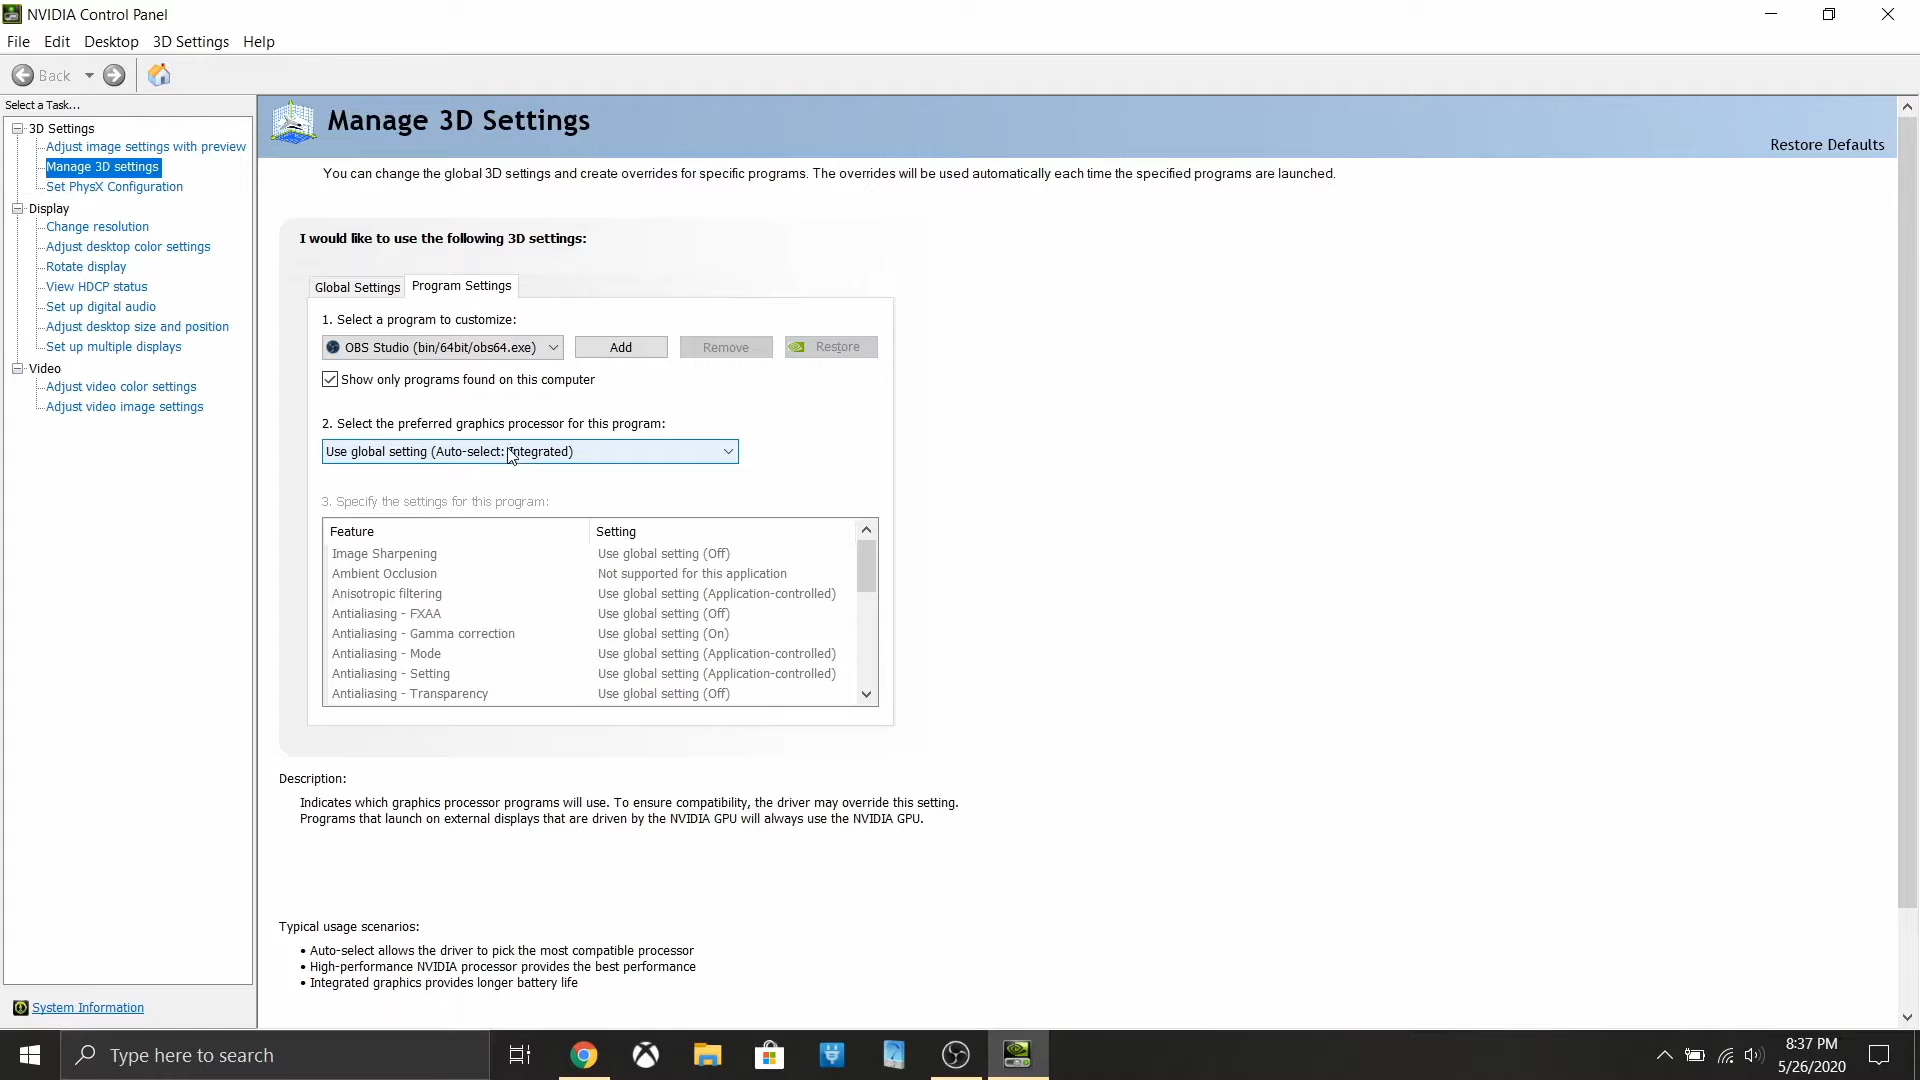 NVIDIA Control Panel
File Edit Desktop 3D Settings Help
Back
Select a Task...
3D Settings
Adjust image settings with preview
Manage 3D settings
Set PhysX Configuration
Display
Change resolution
Adjust desktop color settings
Rotate display
View HDCP status
Set up digital audio
Adjust desktop size and position
Set up multiple displays
Video
Adjust video color settings
Adjust video image settings
System Information
Manage 3D Settings
Restore Defaults
You can change the global 3D settings and create overrides for specific programs. The overrides will be used automatically each time the specified programs are launched.
I would like to use the following 3D settings:
Global Settings Program Settings
1. Select a program to customize:
OBS Studio (bin/64bit/obs64.exe) Add Remove Restore
Show only programs found on this computer
2. Select the preferred graphics processor for this program:
Use global setting (Auto-select: Integrated)
3. Specify the settings for this program:
Feature Setting
Image Sharpening Use global setting (Off)
Ambient Occlusion Not supported for this application
Anisotropic filtering Use global setting (Application-controlled)
Antialiasing - FXAA Use global setting (Off)
Antialiasing - Gamma correction Use global setting (On)
Antialiasing - Mode Use global setting (Application-controlled)
Antialiasing - Setting Use global setting (Application-controlled)
Antialiasing - Transparency Use global setting (Off)
Description:
Indicates which graphics processor programs will use. To ensure compatibility, the driver may override this setting.
Programs that launch on external displays that are driven by the NVIDIA GPU will always use the NVIDIA GPU.
Typical usage scenarios:
• Auto-select allows the driver to pick the most compatible processor
• High-performance NVIDIA processor provides the best performance
• Integrated graphics provides longer battery life
Type here to search
8:37 PM
5/26/2020